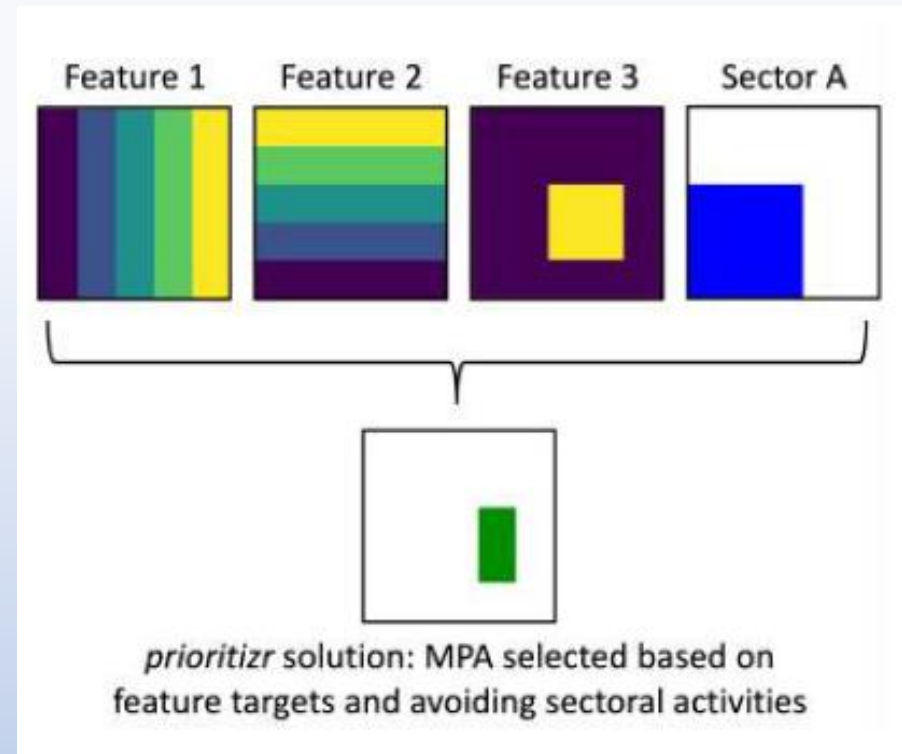 Feature 1 Feature 2 Feature 3 Sector A
prioritizr solution: MPA selected based on
feature targets and avoiding sectoral activities